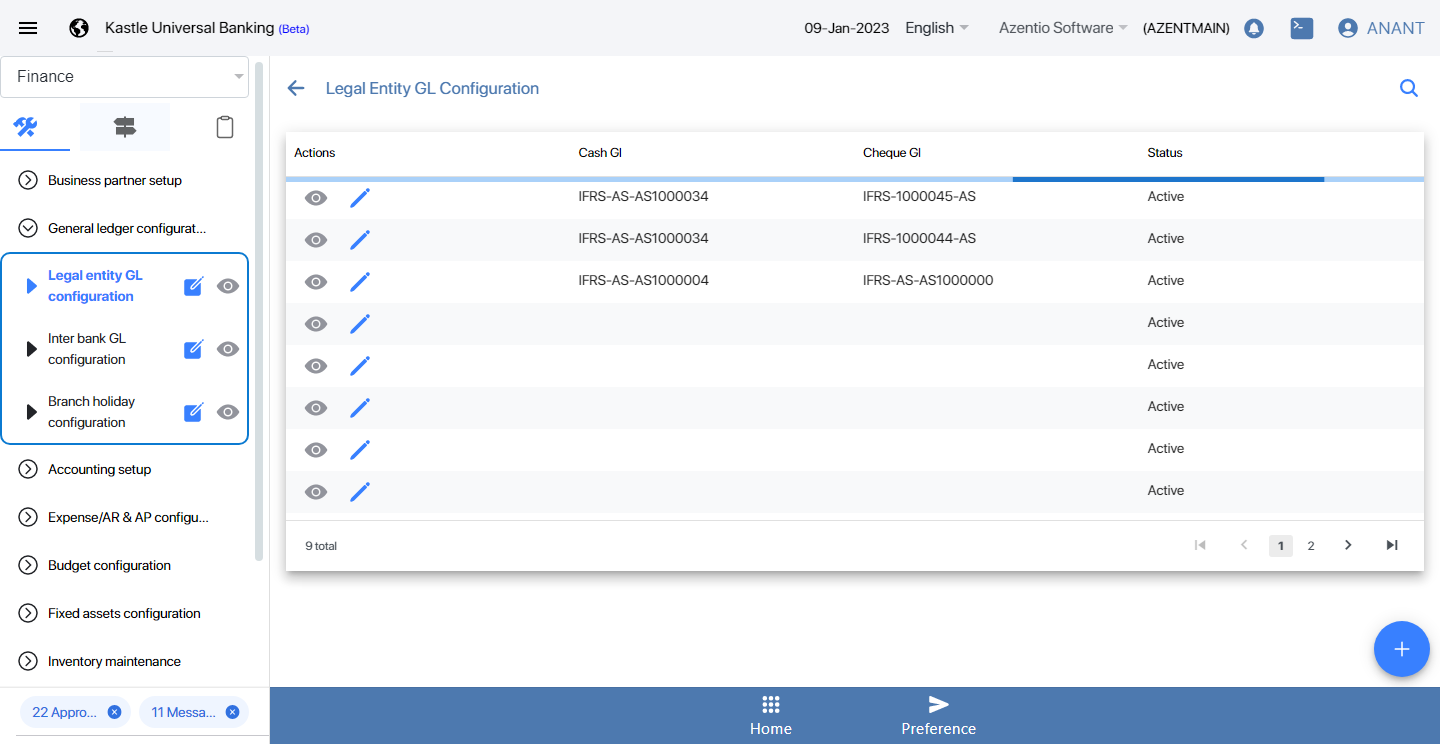 Kastle Universal Banking (Beta)
09-Jan-2023
English
Azentio Software
(AZENTMAIN)
ANANT
Finance
Business partner setup
General ledger configurat...
Legal entity GL
configuration
Inter bank GL
configuration
Branch holiday
configuration
Accounting setup
Expense/AR & AP configu...
Budget configuration
Fixed assets configuration
Inventory maintenance
22 Appro...
11 Messa...
Legal Entity GL Configuration
Actions Cash Gl Cheque Gl Status
IFRS-AS-AS1000034 IFRS-1000045-AS Active
IFRS-AS-AS1000034 IFRS-1000044-AS Active
IFRS-AS-AS1000004 IFRS-AS-AS1000000 Active
Active
Active
Active
Active
Active
9 total
1 2
Home
Preference